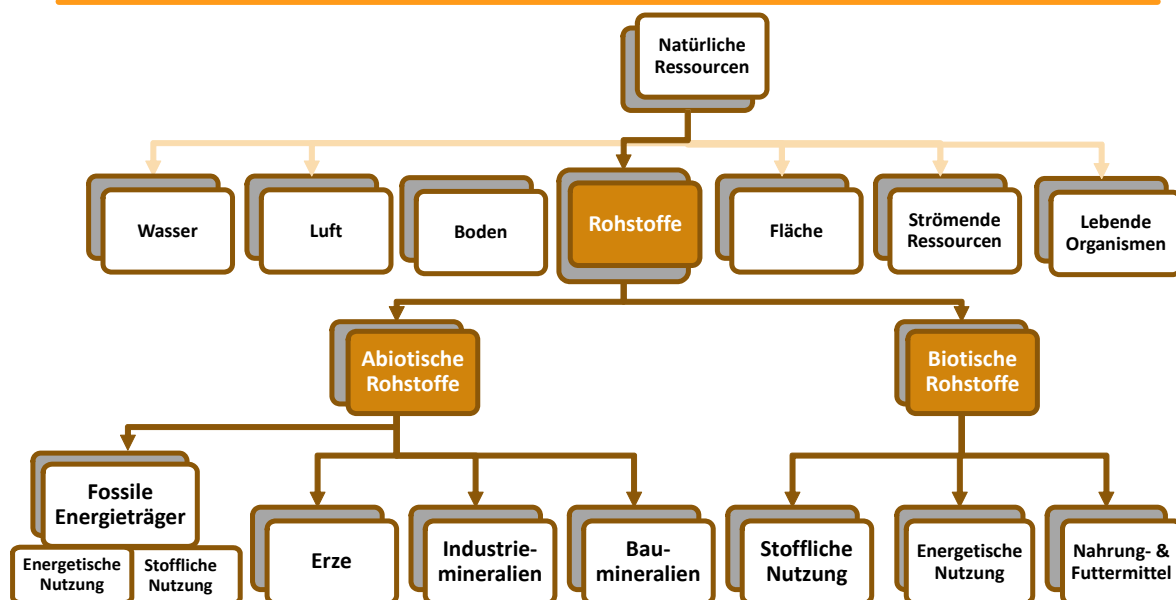 Natürliche
Ressourcen
Wasser
Luft
Boden
Rohstoffe
Fläche
Strömende
Ressourcen
Lebende
Organismen
Abiotische
Rohstoffe
Biotische
Rohstoffe
Fossile
Energieträger
Energetische
Nutzung
Stoffliche
Nutzung
Erze
Industrie-
mineralien
Bau-
mineralien
Stoffliche
Nutzung
Energetische
Nutzung
Nahrung- &
Futtermittel